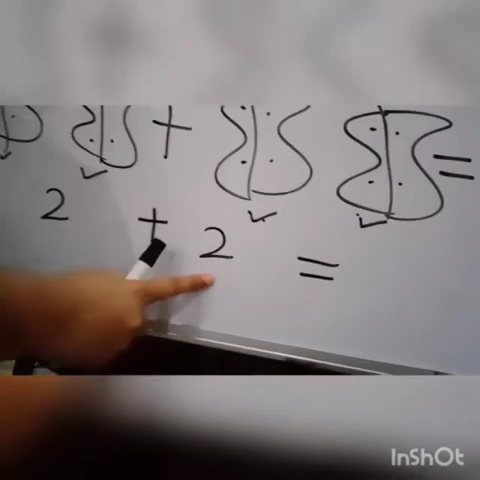 + =
2 + 2 =
InShOt